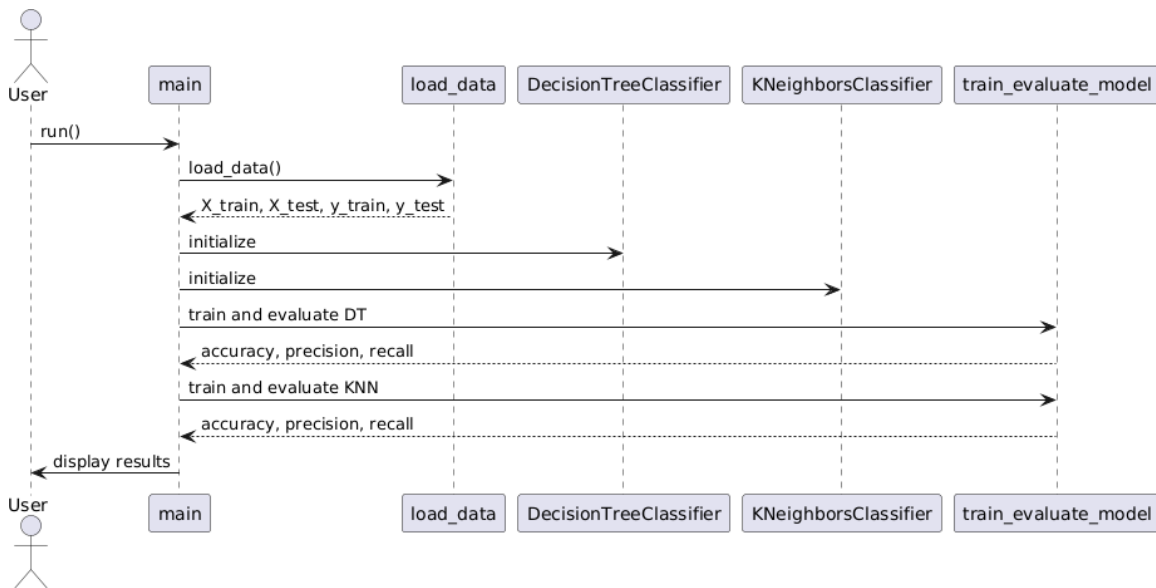 User
main
load_data
DecisionTreeClassifier
KNeighborsClassifier
train_evaluate_model
run()
load_data()
X_train, X_test, y_train, y_test
initialize
initialize
train and evaluate DT
accuracy, precision, recall
train and evaluate KNN
accuracy, precision, recall
display results
User
main
load_data
DecisionTreeClassifier
KNeighborsClassifier
train_evaluate_model